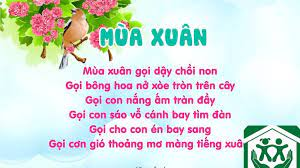 MÙA XUÂN
Mùa xuân gọi dậy chồi non
Gọi bông hoa nở xòe tròn trên cây
Gọi con nắng ấm tràn đầy
Gọi con sáo vỗ cánh bay tìm đàn
Gọi cho con én bay sang
Gọi cơn gió thoảng mơ màng tiếng xuâ